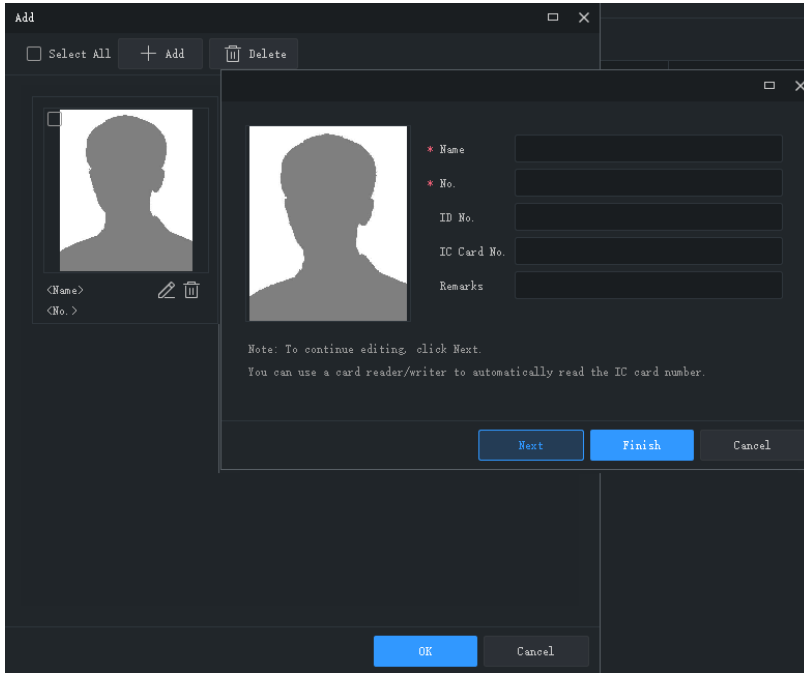 Add
Select All
Add
Delete
* Name
* No.
ID No.
IC Card No.
Remarks
<Name>
<No.>
Note: To continue editing, click Next.
You can use a card reader/writer to automatically read the IC card number.
Next
Finish
Cancel
OK
Cancel